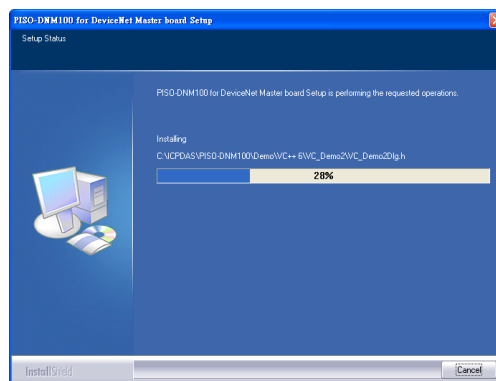 PISO-DNM100 for DeviceNet Master board Setup
Setup Status
PISO-DNM100 for DeviceNet Master board Setup is performing the requested operations.
Installing
C:\ICPDAS\PISO-DNM100\Demo\VC++ 6\VC_Demo2\VC_Demo2Dlg.h
28%
InstallShield
Cancel